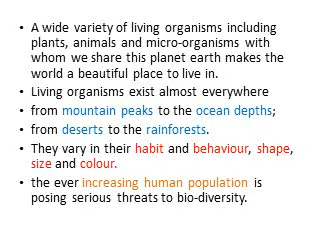 • A wide variety of living organisms including
plants, animals and micro-organisms with
whom we share this planet earth makes the
world a beautiful place to live in.
• Living organisms exist almost everywhere
• from mountain peaks to the ocean depths;
• from deserts to the rainforests.
• They vary in their habit and behaviour, shape,
size and colour.
• the ever increasing human population is
posing serious threats to bio-diversity.